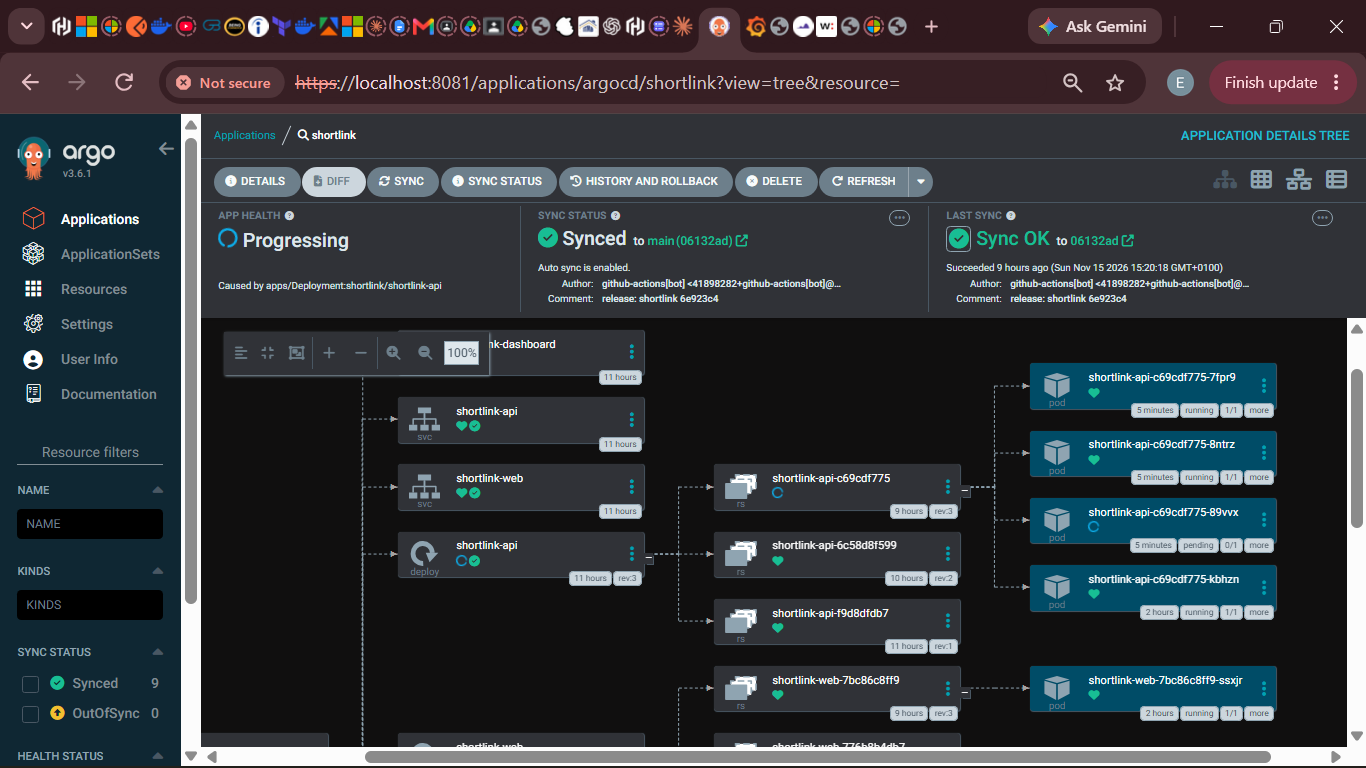 Ask Gemini
Not secure
https://localhost:8081/applications/argocd/shortlink?view=tree&resource=
E
Finish update
argo
v3.6.1
Applications
ApplicationSets
Resources
Settings
User Info
Documentation
Resource filters
NAME
NAME
KINDS
KINDS
SYNC STATUS
Synced 9
OutOfSync 0
HEALTH STATUS
Applications / shortlink
APPLICATION DETAILS TREE
DETAILS
DIFF
SYNC
SYNC STATUS
HISTORY AND ROLLBACK
DELETE
REFRESH
APP HEALTH
Progressing
Caused by apps/Deployment:shortlink/shortlink-api
SYNC STATUS
Synced to main (06132ad)
Auto sync is enabled.
Author: github-actions[bot] <41898282+github-actions[bot]@...
Comment: release: shortlink 6e923c4
LAST SYNC
Sync OK to 06132ad
Succeeded 9 hours ago (Sun Nov 15 2026 15:20:18 GMT+0100)
Author: github-actions[bot] <41898282+github-actions[bot]@...
Comment: release: shortlink 6e923c4
100%
nk-dashboard
11 hours
shortlink-api
svc
11 hours
shortlink-web
svc
11 hours
shortlink-api
deploy
11 hours rev:3
shortlink-api-c69cdf775
rs
9 hours rev:3
shortlink-api-6c58d8f599
rs
10 hours rev:2
shortlink-api-f9d8dfdb7
rs
11 hours rev:1
shortlink-web-7bc86c8ff9
rs
9 hours rev:3
shortlink-api-c69cdf775-7fpr9
pod
5 minutes running 1/1 more
shortlink-api-c69cdf775-8ntrz
pod
5 minutes running 1/1 more
shortlink-api-c69cdf775-89vvx
pod
5 minutes pending 0/1 more
shortlink-api-c69cdf775-kbhzn
pod
2 hours running 1/1 more
shortlink-web-7bc86c8ff9-ssxjr
pod
2 hours running 1/1 more
shortlink-web